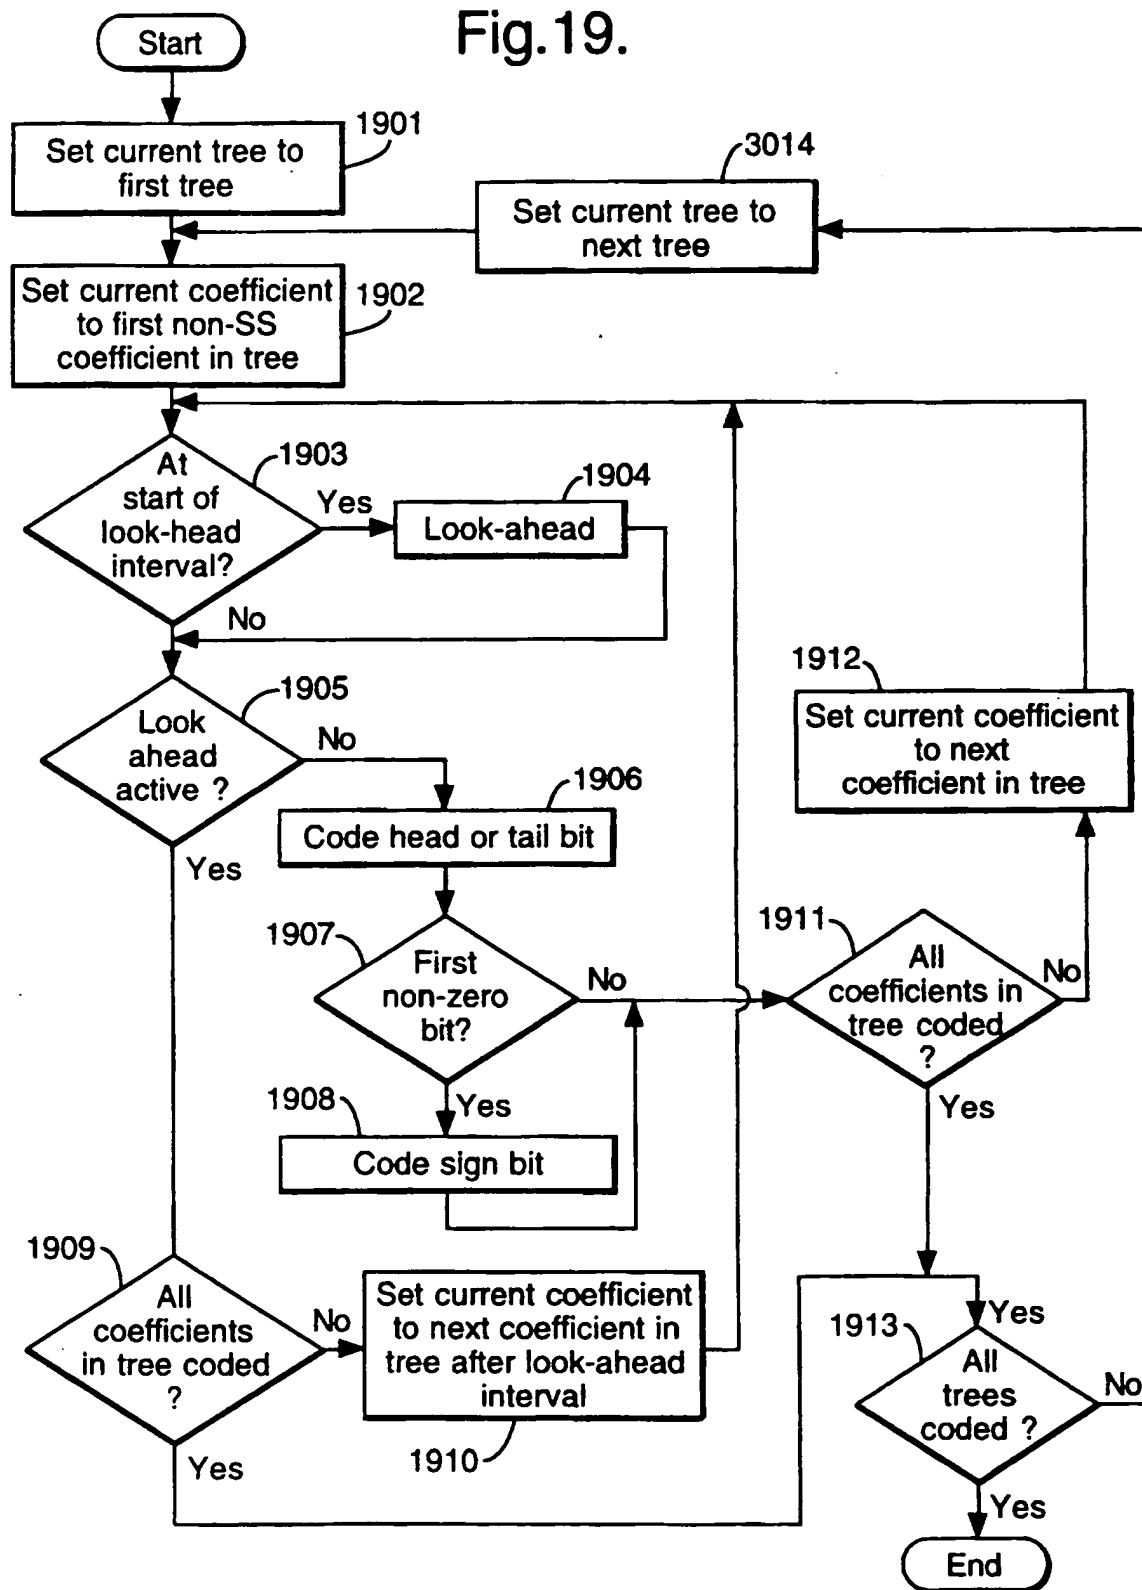 Fig.19.
Start
1901
Set current tree to
first tree
3014
Set current tree to
next tree
1902
Set current coefficient
to first non-SS
coefficient in tree
1903
At
start of
look-head
interval?
Yes
1904
Look-ahead
No
1905
Look
ahead
active ?
No
Yes
1906
Code head or tail bit
1907
First
non-zero
bit?
No
Yes
1908
Code sign bit
1912
Set current coefficient
to next
coefficient in tree
1911
All
coefficients in
tree coded
?
No
Yes
1909
All
coefficients
in tree coded
?
No
Yes
Set current coefficient
to next coefficient in
tree after look-ahead
interval
1910
Yes
1913
All
trees
coded ?
No
Yes
End